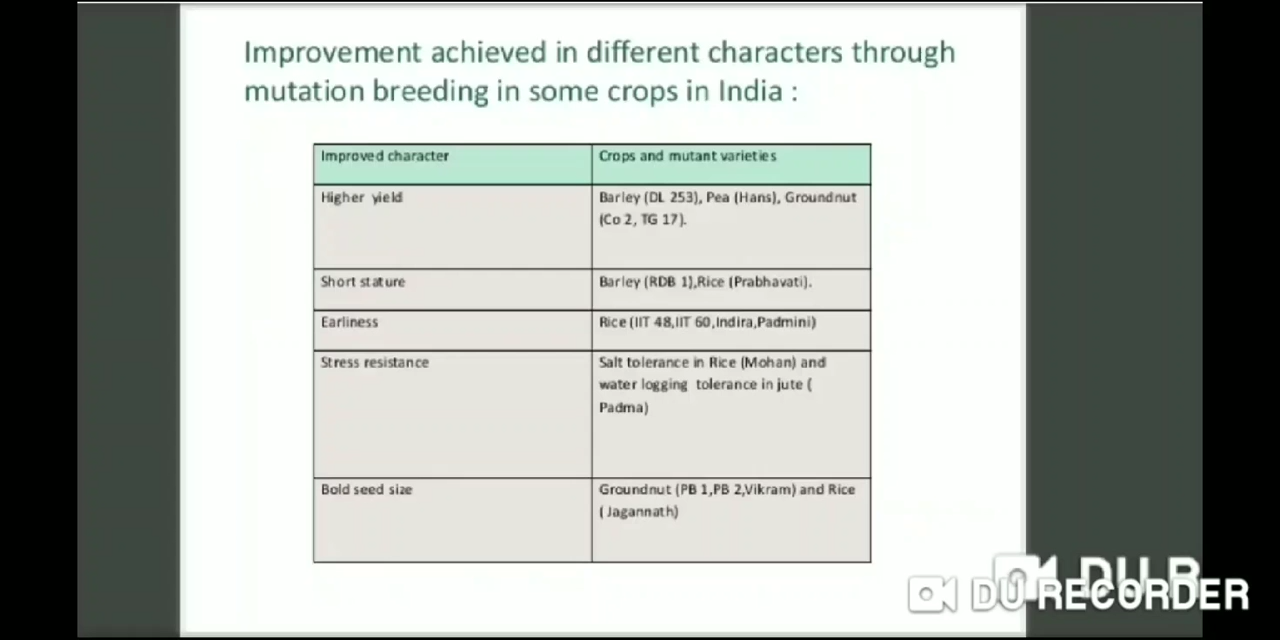 Improvement achieved in different characters through
mutation breeding in some crops in India :
Improved character
Crops and mutant varieties
Higher yield
Barley (DL 253), Pea (Hans), Groundnut
(Co 2, TG 17).
Short stature
Barley (RDB 1),Rice (Prabhavati).
Earliness
Rice (IIT 48,IIT 60,Indira,Padmini)
Stress resistance
Salt tolerance in Rice (Mohan) and
water logging tolerance in jute (
Padma)
Bold seed size
Groundnut (PB 1,PB 2,Vikram) and Rice
( Jagannath)
DU R
DU RECORDER